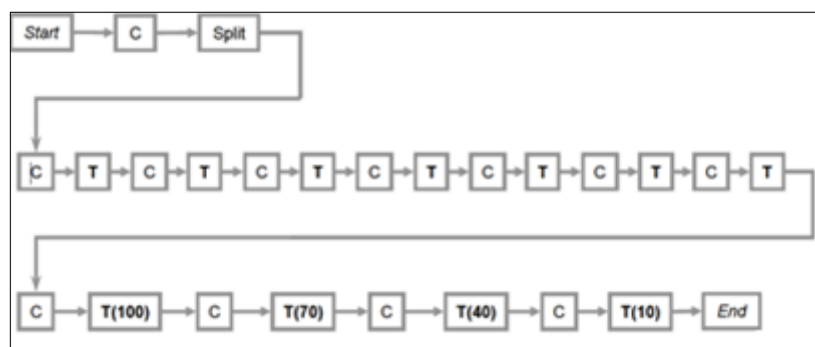 Start C Split
C T C T C T C T C T C T C T
C T(100) C T(70) C T(40) C T(10) End